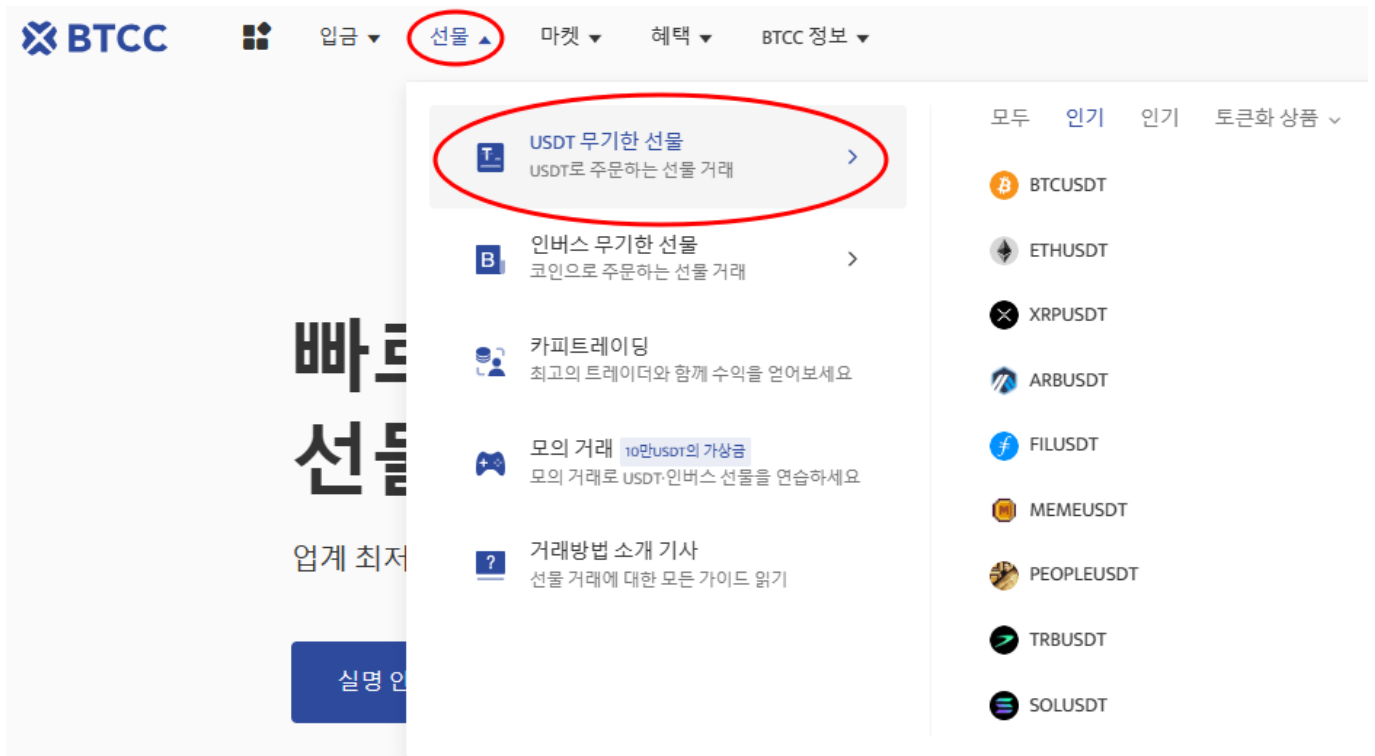 BTCC
입금
선물
마켓
혜택
BTCC 정보
USDT 무기한 선물
USDT로 주문하는 선물 거래
인버스 무기한 선물
코인으로 주문하는 선물 거래
카피트레이딩
최고의 트레이더와 함께 수익을 얻어보세요
모의 거래 10만USDT의 가상금
모의 거래로 USDT·인버스 선물을 연습하세요
거래방법 소개 기사
선물 거래에 대한 모든 가이드 읽기
모두 인기 인기 토큰화 상품
BTCUSDT
ETHUSDT
XRPUSDT
ARBUSDT
FILUSDT
MEMEUSDT
PEOPLEUSDT
TRBUSDT
SOLUSDT
업계 최저
실명